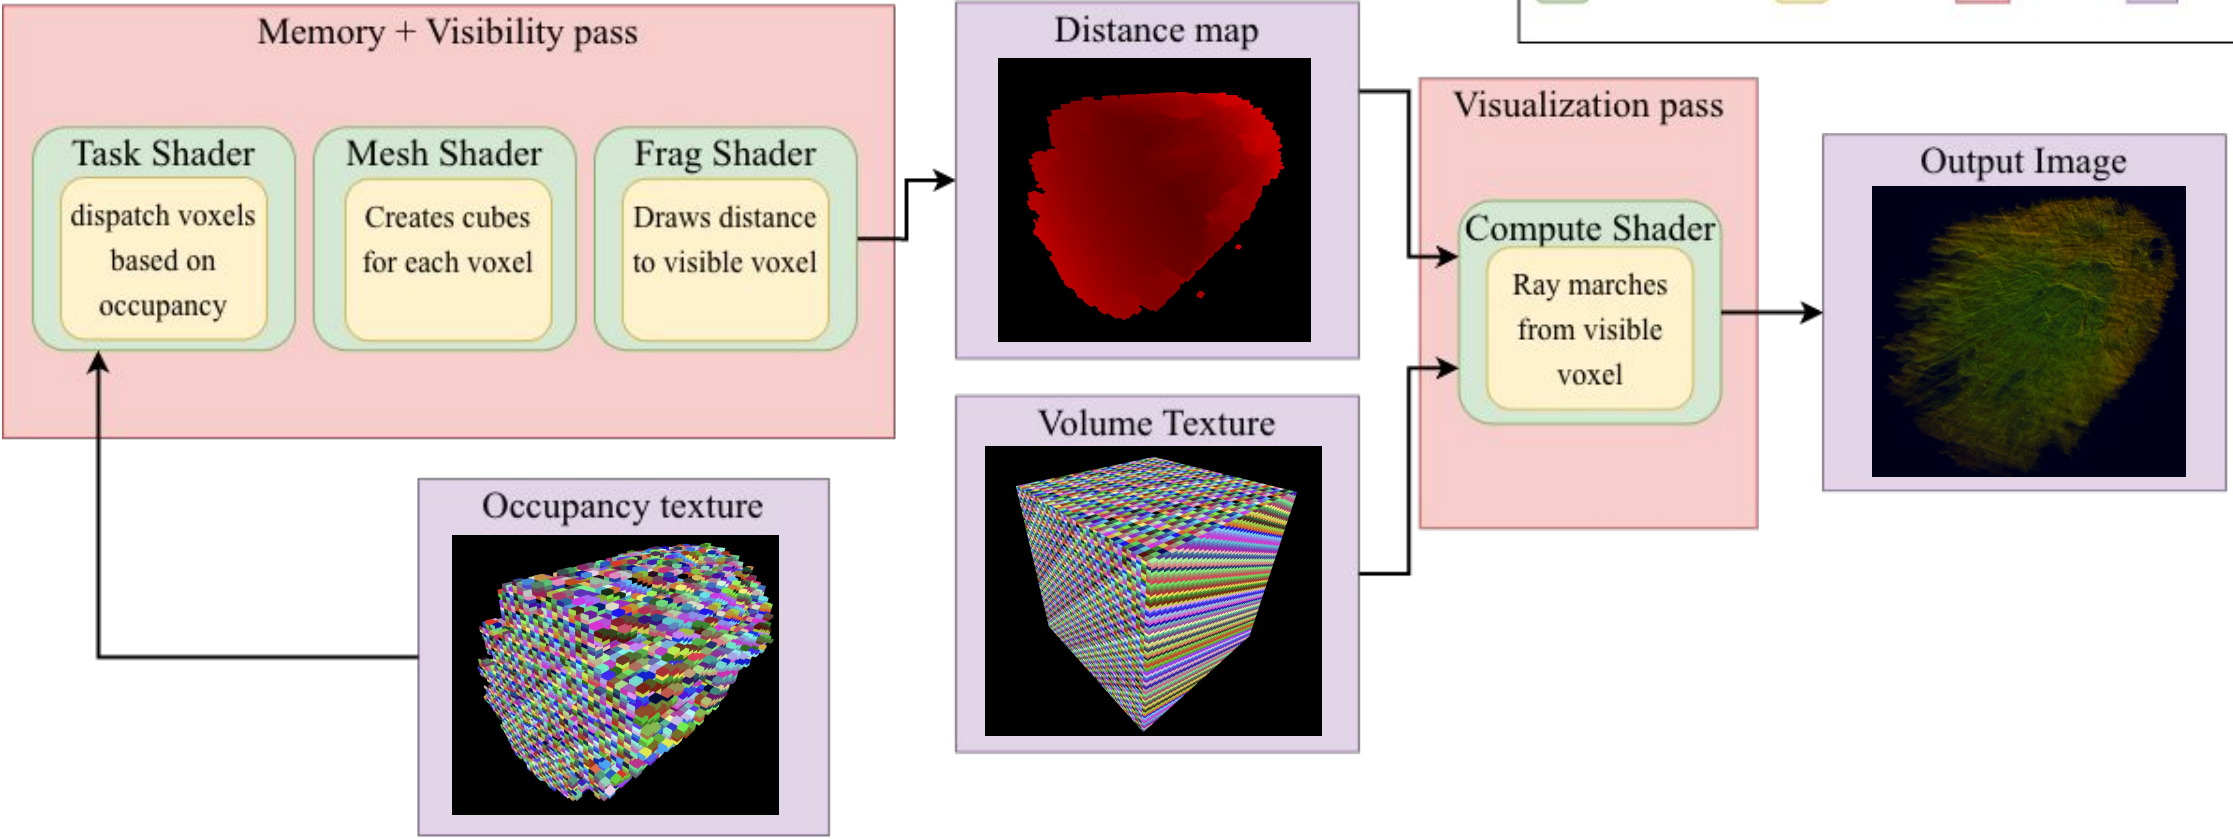 Memory + Visibility pass
Task Shader
dispatch voxels
based on
occupancy
Mesh Shader
Creates cubes
for each voxel
Frag Shader
Draws distance
to visible voxel
Distance map
Occupancy texture
Volume Texture
Visualization pass
Compute Shader
Ray marches
from visible
voxel
Output Image